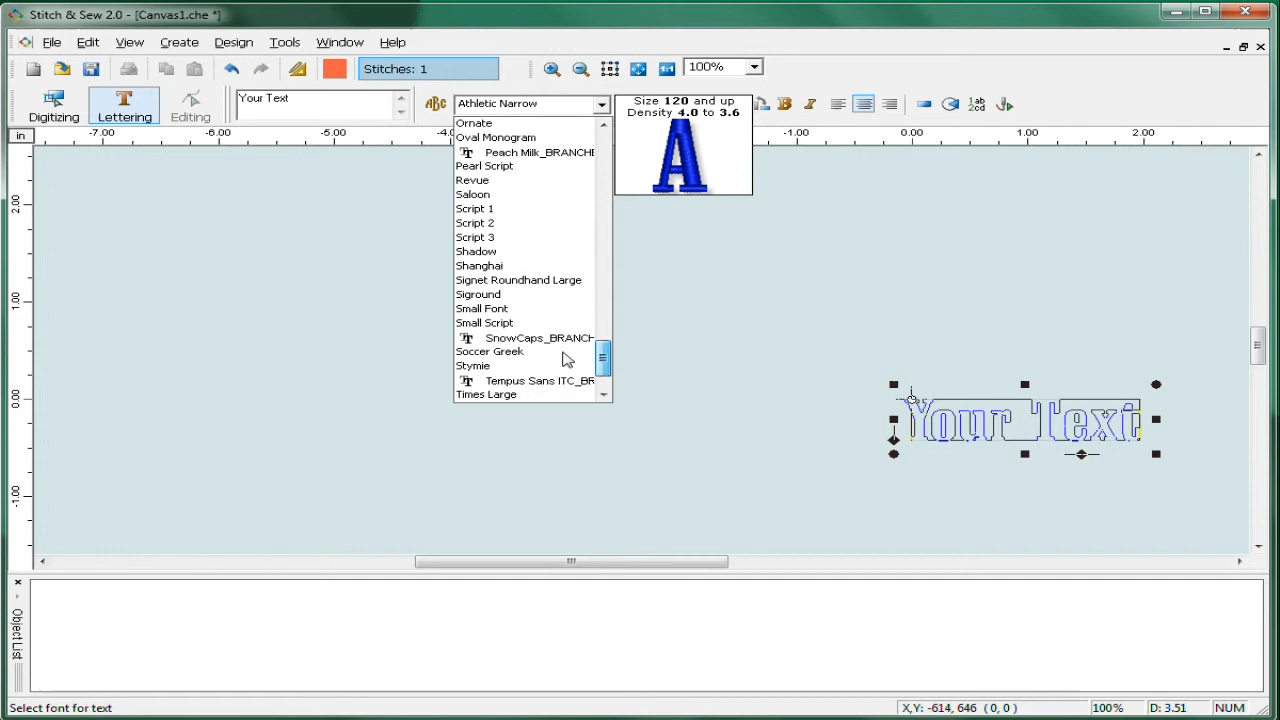 Stitch & Sew 2.0 - [Canvas1.che *]
File Edit View Create Design Tools Window Help
Stitches: 1
100%
Digitizing
Lettering
Editing
Your Text
ABC
Athletic Narrow
Size 120 and up
Density 4.0 to 3.6
A
in
-7.00 -6.00 -5.00 -1.00 0.00 1.00 2.00
2.00
1.00
0.00
-1.00
Ornate
Oval Monogram
Peach Milk_BRANCHE
Pearl Script
Revue
Saloon
Script 1
Script 2
Script 3
Shadow
Shanghai
Signet Roundhand Large
Siground
Small Font
Small Script
SnowCaps_BRANCH
Soccer Greek
Stymie
Tempus Sans ITC_BR
Times Large
Your Text
Object List
Select font for text
X,Y: -614, 646 ( 0, 0 )
100%
D: 3.51
NUM